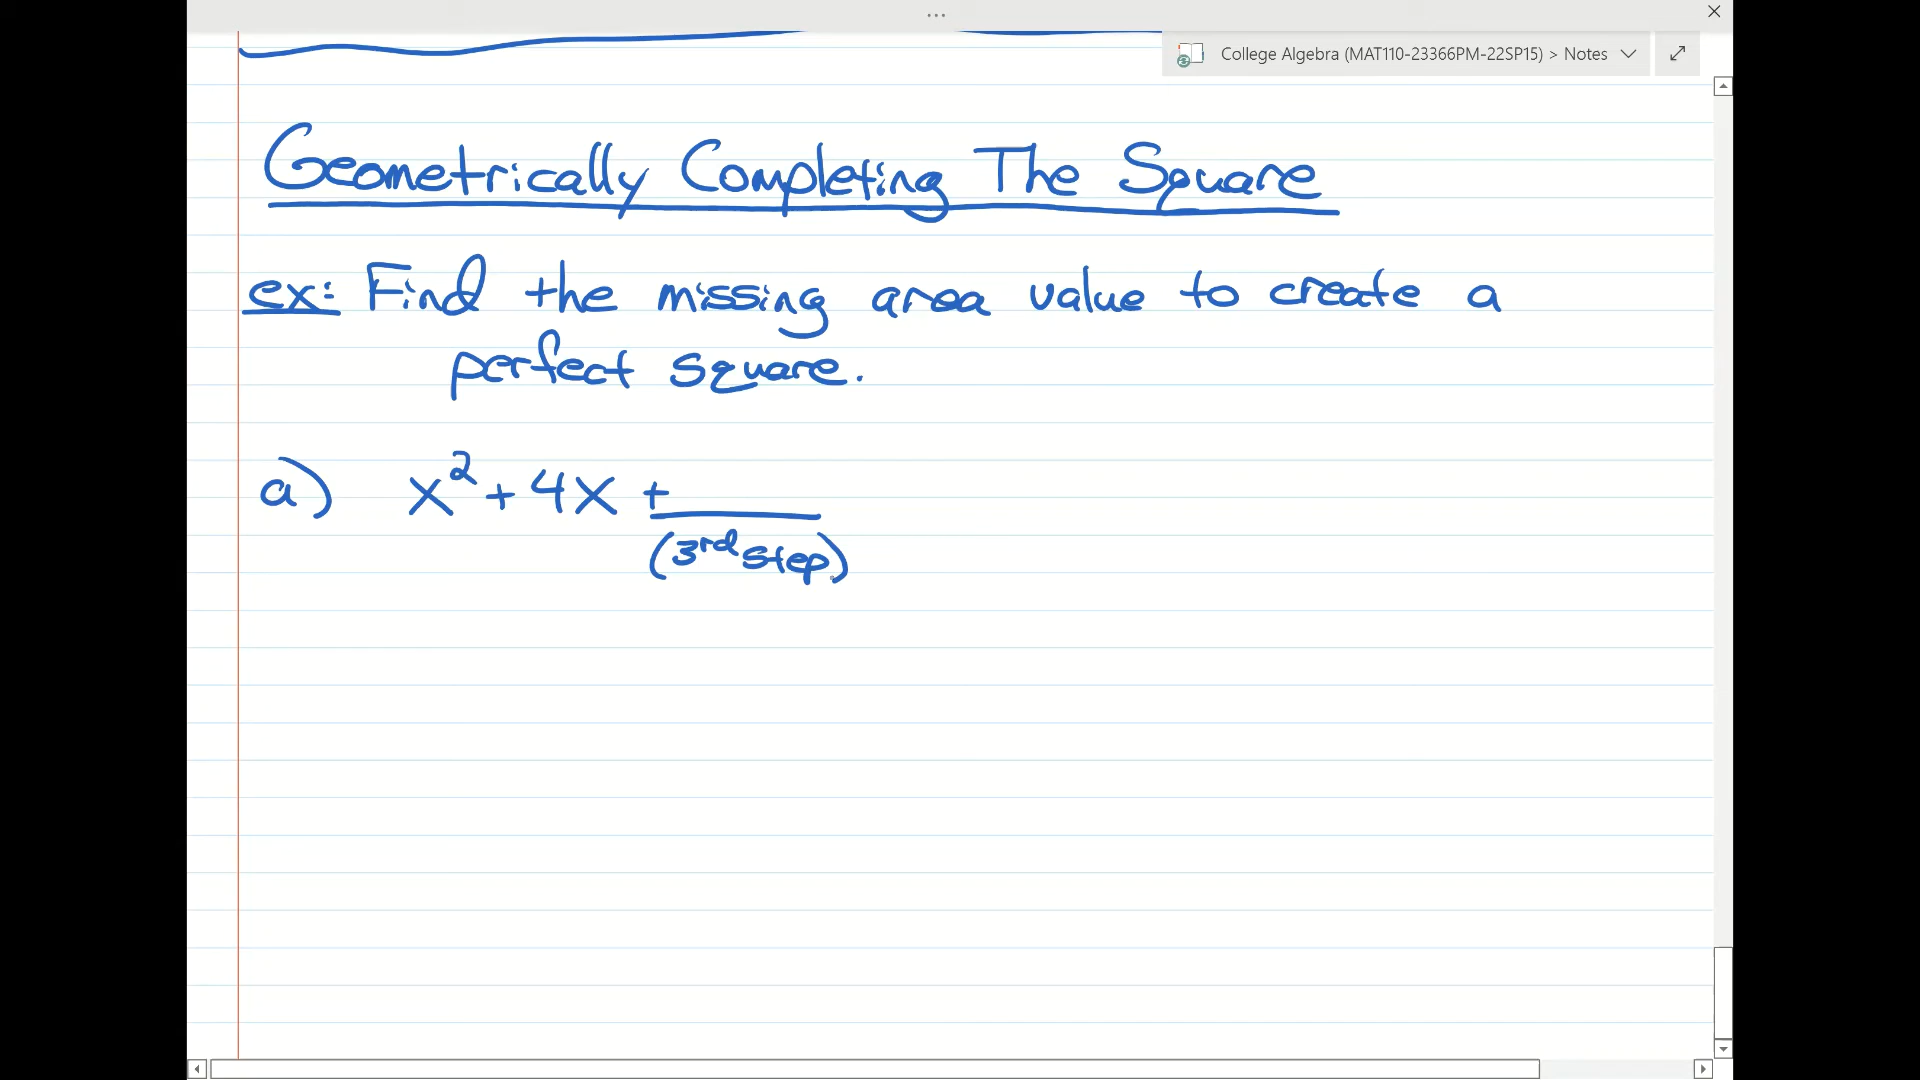 College Algebra (MAT110-23366PM-22SP15) > Notes
Geometrically Completing The Square
ex: Find the missing area value to create a
perfect square.
a) x² + 4x + ____
(3rd step)